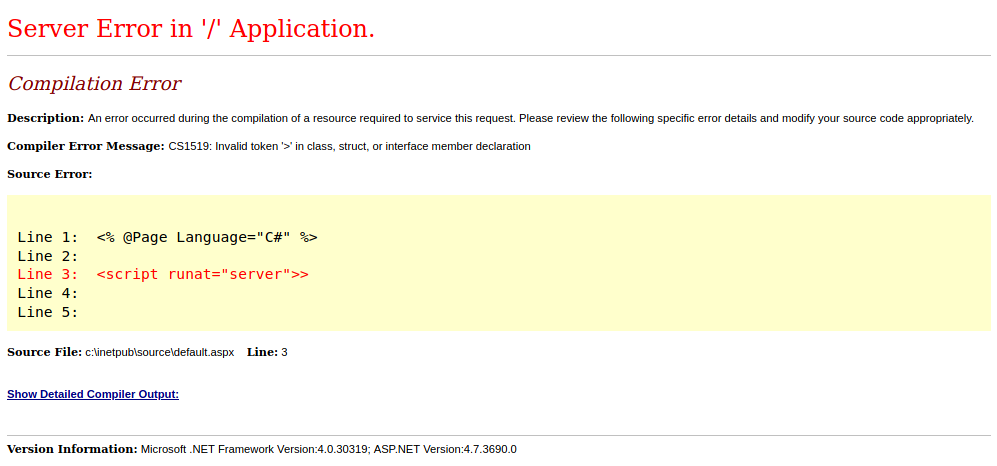 Server Error in '/' Application.
Compilation Error
Description: An error occurred during the compilation of a resource required to service this request. Please review the following specific error details and modify your source code appropriately.
Compiler Error Message: CS1519: Invalid token '>' in class, struct, or interface member declaration
Source Error:
Line 1:  <% @Page Language="C#" %>
Line 2:
Line 3:  <script runat="server">>
Line 4:
Line 5:
Source File: c:\inetpub\source\default.aspx    Line: 3
Show Detailed Compiler Output:
Version Information: Microsoft .NET Framework Version:4.0.30319; ASP.NET Version:4.7.3690.0